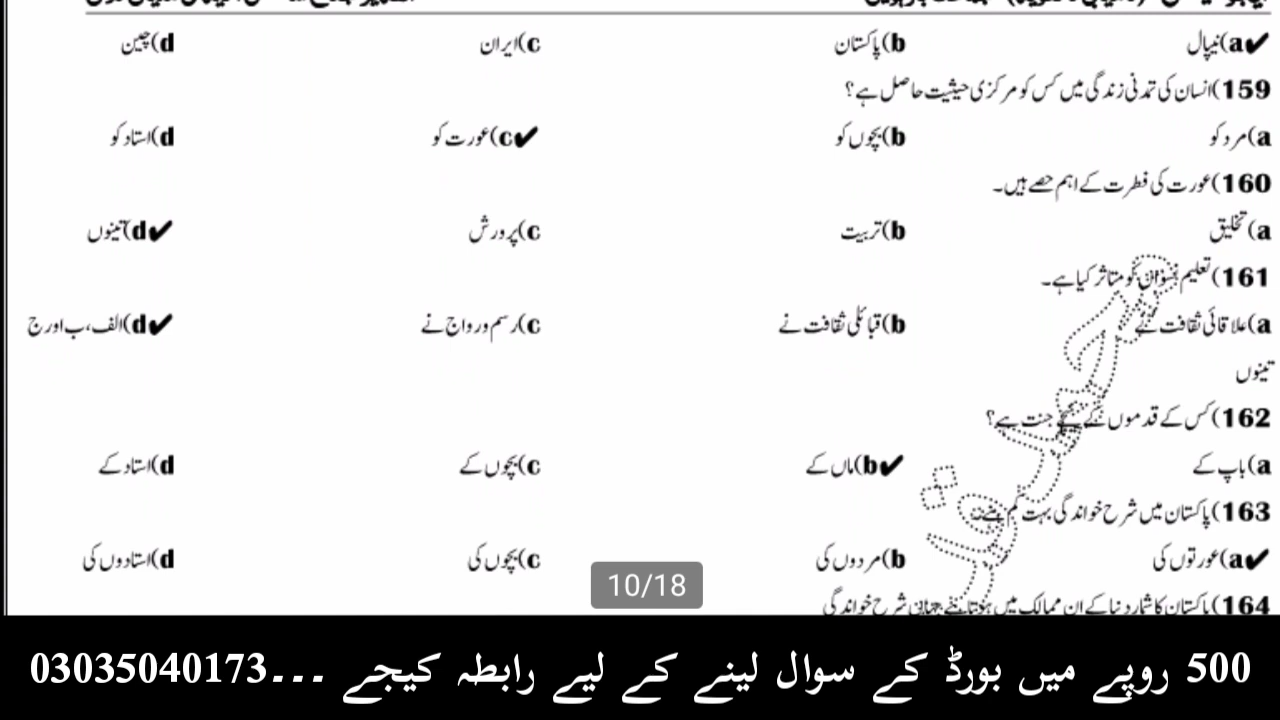 ✔a)نیپال b)پاکستان c)ایران d)چین
159)انسان کی تمدنی زندگی میں کس کو مرکزی حیثیت حاصل ہے؟
a)مرد کو b)بچوں کو ✔c)عورت کو d)استاد کو
160)عورت کی فطرت کے اہم حصے ہیں۔
a)تخلیق b)تربیت c)پرورش ✔d)تینوں
161)تعلیم نسواں کو متاثر کیا ہے۔
a)علاقائی ثقافت نے b)قبائلی ثقافت نے c)رسم و رواج نے ✔d)الف، ب اور ج
تینوں
162)کس کے قدموں کے نیچے جنت ہے؟
a)باپ کے ✔b)ماں کے c)بچوں کے d)استاد کے
163)پاکستان میں شرح خواندگی بہت کم ہے۔
✔a)عورتوں کی b)مردوں کی c)بچوں کی d)استادوں کی
164)پاکستان کا شمار دنیا کے ان ممالک میں ہوتا ہے جہاں شرح خواندگی
10/18
500 روپے میں بورڈ کے سوال لینے کے لیے رابطہ کیجے ---03035040173